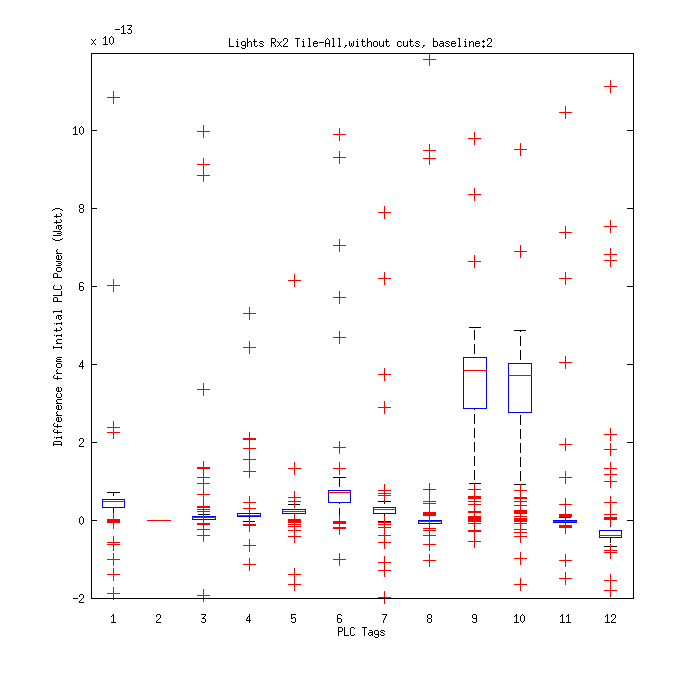 Lights Rx2 Tile-All,without cuts, baseline:2
x 10^-13
10
8
6
4
2
0
-2
Difference from Initial PLC Power (Watt)
1 2 3 4 5 6 7 8 9 10 11 12
PLC Tags